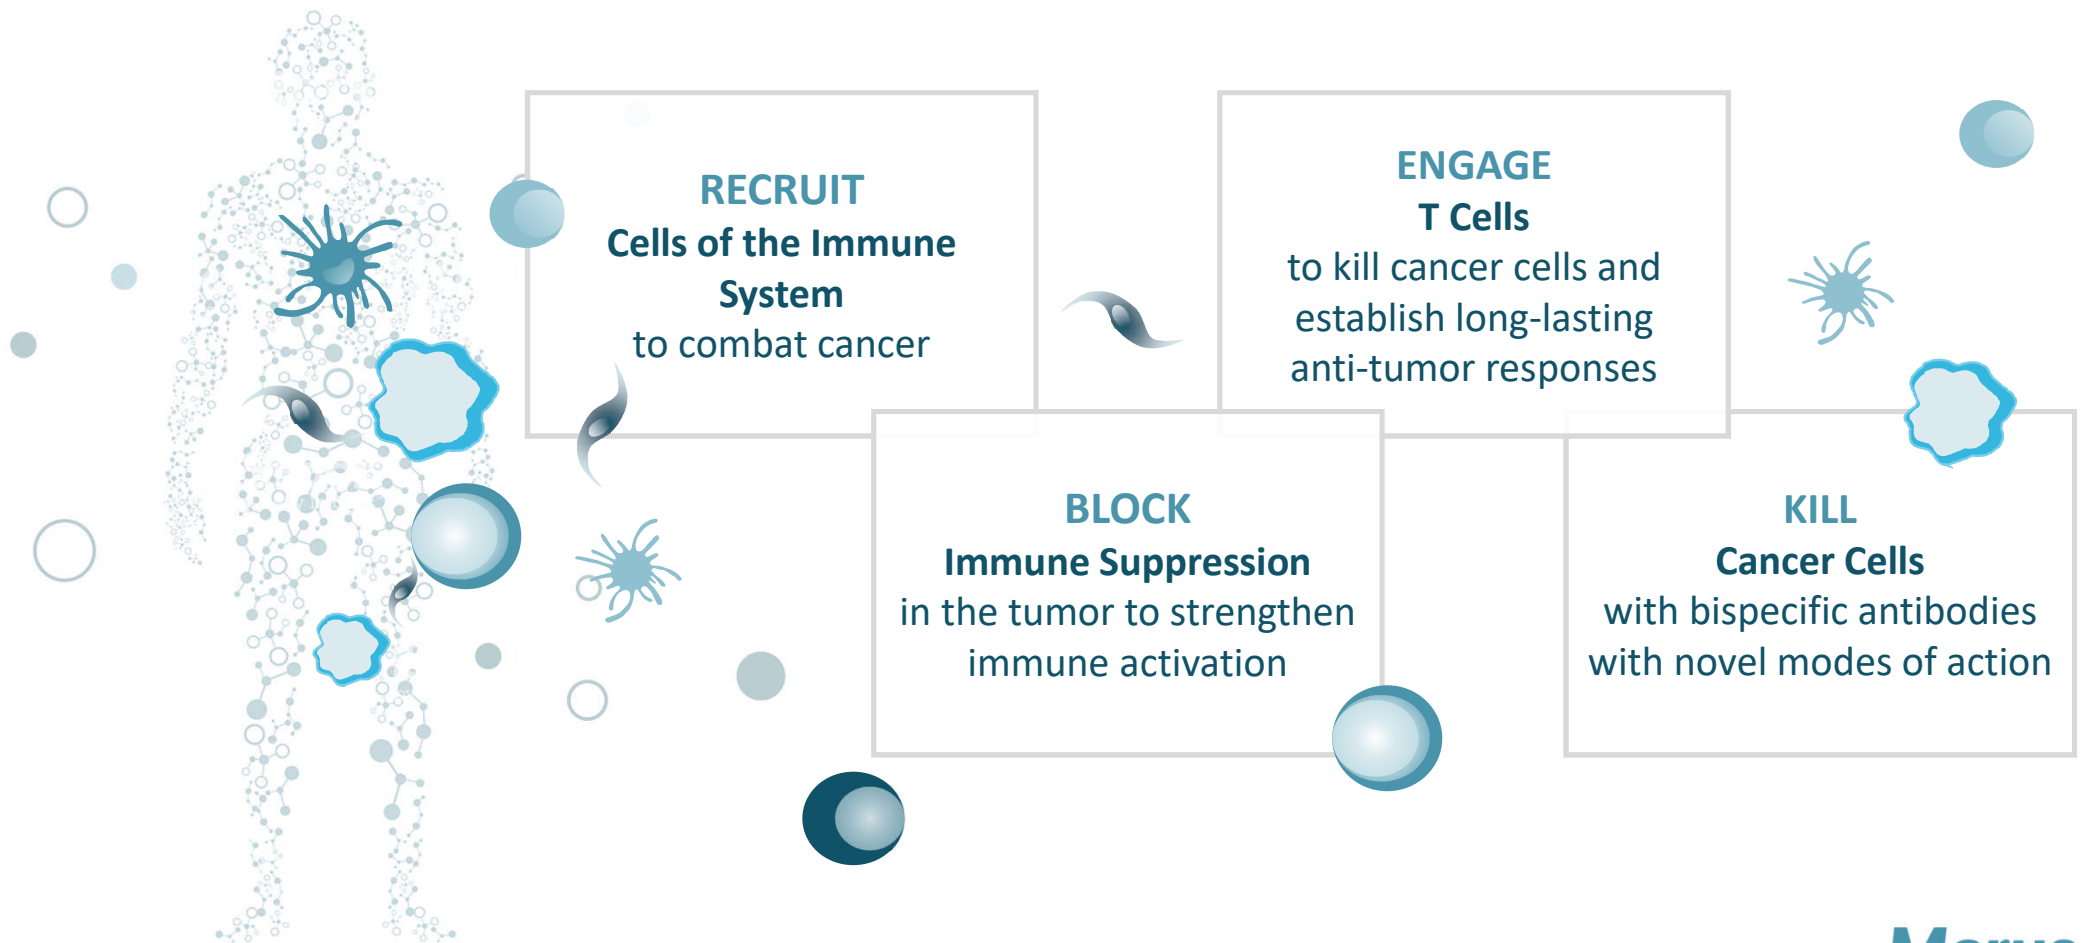 RECRUIT
Cells of the Immune
System
to combat cancer
BLOCK
Immune Suppression
in the tumor to strengthen
immune activation
ENGAGE
T Cells
to kill cancer cells and
establish long-lasting
anti-tumor responses
KILL
Cancer Cells
with bispecific antibodies
with novel modes of action